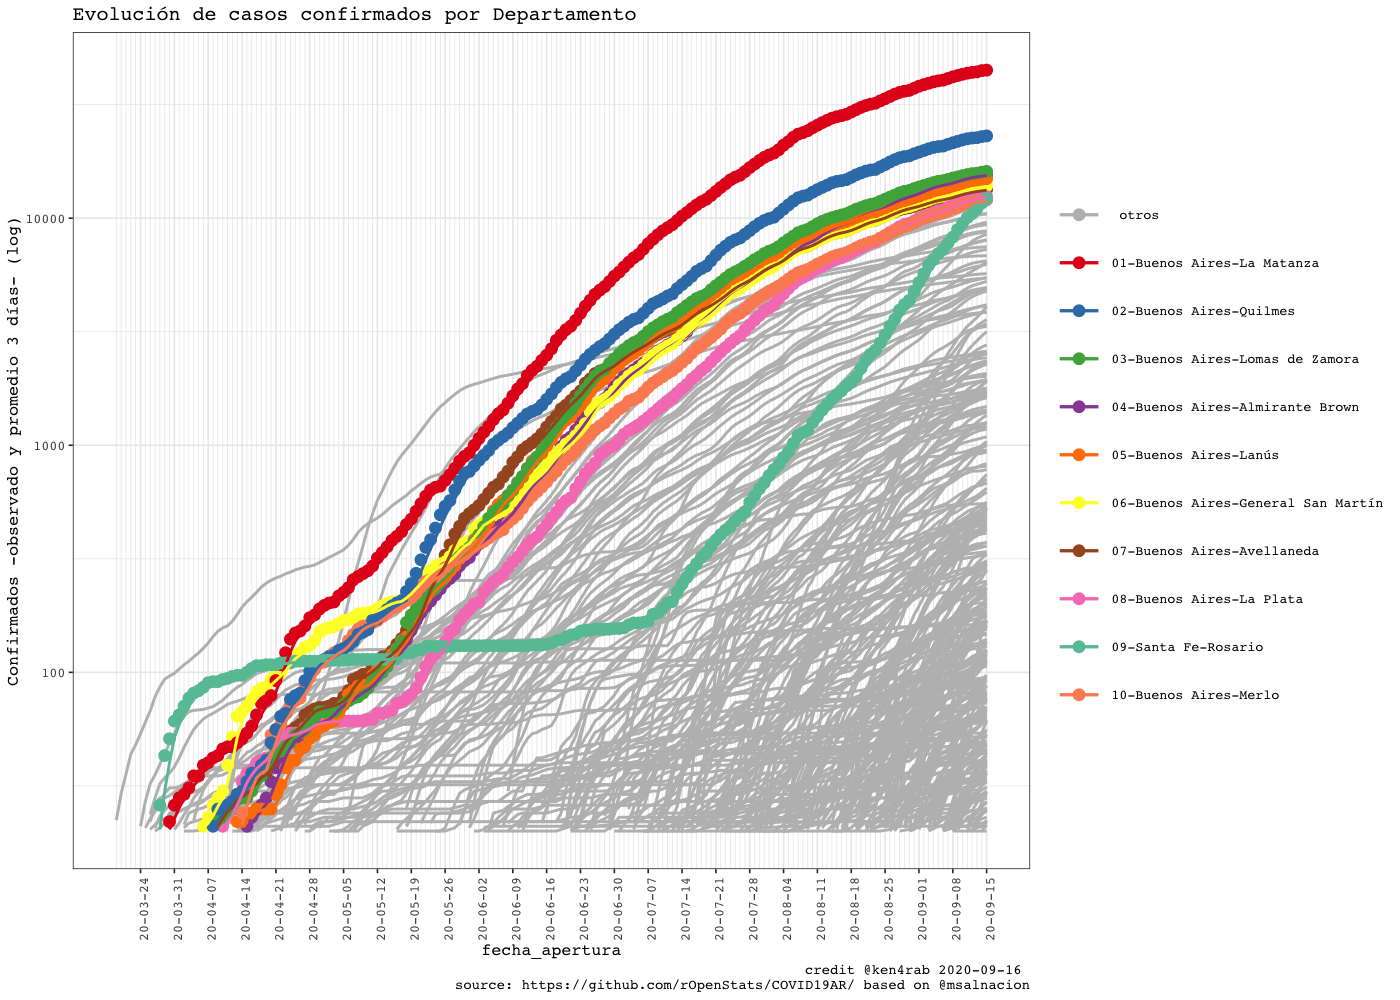 Evolución de casos confirmados por Departamento
Confirmados -observado y promedio 3 días- (log)
10000
1000
100
20-03-24
20-03-31
20-04-07
20-04-14
20-04-21
20-04-28
20-05-05
20-05-12
20-05-19
20-05-26
20-06-02
20-06-09
20-06-16
20-06-23
20-06-30
20-07-07
20-07-14
20-07-21
20-07-28
20-08-04
20-08-11
20-08-18
20-08-25
20-09-01
20-09-08
20-09-15
fecha_apertura
otros
01-Buenos Aires-La Matanza
02-Buenos Aires-Quilmes
03-Buenos Aires-Lomas de Zamora
04-Buenos Aires-Almirante Brown
05-Buenos Aires-Lanús
06-Buenos Aires-General San Martín
07-Buenos Aires-Avellaneda
08-Buenos Aires-La Plata
09-Santa Fe-Rosario
10-Buenos Aires-Merlo
credit @ken4rab 2020-09-16
source: https://github.com/rOpenStats/COVID19AR/ based on @msalnacion